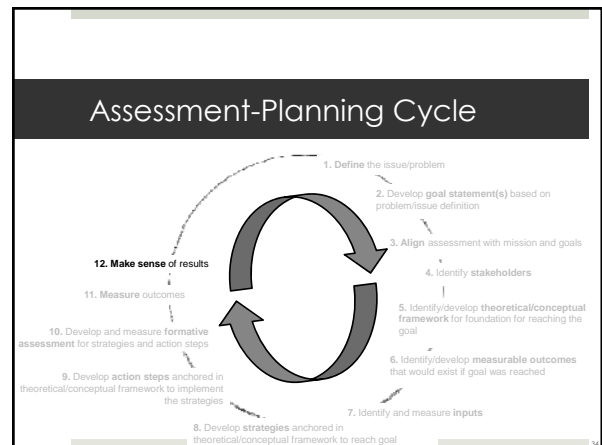 Assessment-Planning Cycle
1. Define the issue/problem
2. Develop goal statement(s) based on
problem/issue definition
3. Align assessment with mission and goals
4. Identify stakeholders
5. Identify/develop theoretical/conceptual
framework for foundation for reaching the
goal
6. Identify/develop measurable outcomes
that would exist if goal was reached
7. Identify and measure inputs
8. Develop strategies anchored in
theoretical/conceptual framework to reach goal
9. Develop action steps anchored in
theoretical/conceptual framework to implement
the strategies
10. Develop and measure formative
assessment for strategies and action steps
11. Measure outcomes
12. Make sense of results
34